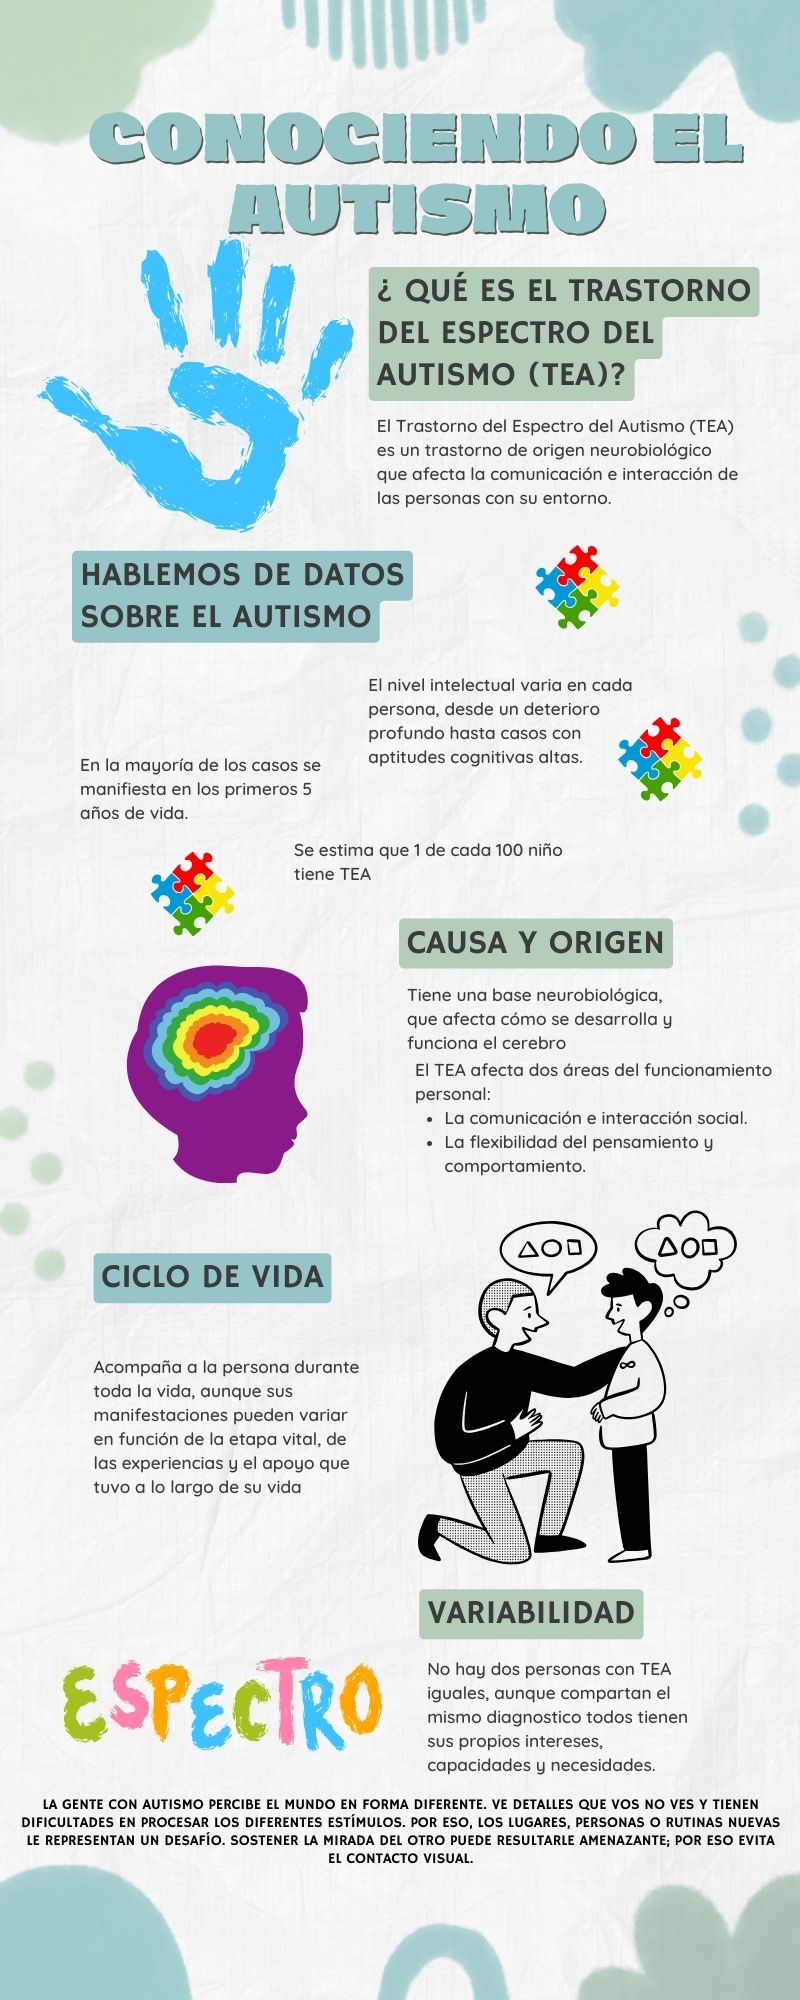 CONOCIENDO EL
AUTISMO
¿ QUÉ ES EL TRASTORNO
DEL ESPECTRO DEL
AUTISMO (TEA)?
El Trastorno del Espectro del Autismo (TEA)
es un trastorno de origen neurobiológico
que afecta la comunicación e interacción de
las personas con su entorno.
HABLEMOS DE DATOS
SOBRE EL AUTISMO
El nivel intelectual varia en cada
persona, desde un deterioro
profundo hasta casos con
aptitudes cognitivas altas.
En la mayoría de los casos se
manifiesta en los primeros 5
años de vida.
Se estima que 1 de cada 100 niño
tiene TEA
CAUSA Y ORIGEN
Tiene una base neurobiológica,
que afecta cómo se desarrolla y
funciona el cerebro
El TEA afecta dos áreas del funcionamiento
personal:
• La comunicación e interacción social.
• La flexibilidad del pensamiento y
comportamiento.
CICLO DE VIDA
Acompaña a la persona durante
toda la vida, aunque sus
manifestaciones pueden variar
en función de la etapa vital, de
las experiencias y el apoyo que
tuvo a lo largo de su vida
VARIABILIDAD
ESPECTRO
No hay dos personas con TEA
iguales, aunque compartan el
mismo diagnostico todos tienen
sus propios intereses,
capacidades y necesidades.
LA GENTE CON AUTISMO PERCIBE EL MUNDO EN FORMA DIFERENTE. VE DETALLES QUE VOS NO VES Y TIENEN
DIFICULTADES EN PROCESAR LOS DIFERENTES ESTÍMULOS. POR ESO, LOS LUGARES, PERSONAS O RUTINAS NUEVAS
LE REPRESENTAN UN DESAFÍO. SOSTENER LA MIRADA DEL OTRO PUEDE RESULTARLE AMENAZANTE; POR ESO EVITA
EL CONTACTO VISUAL.